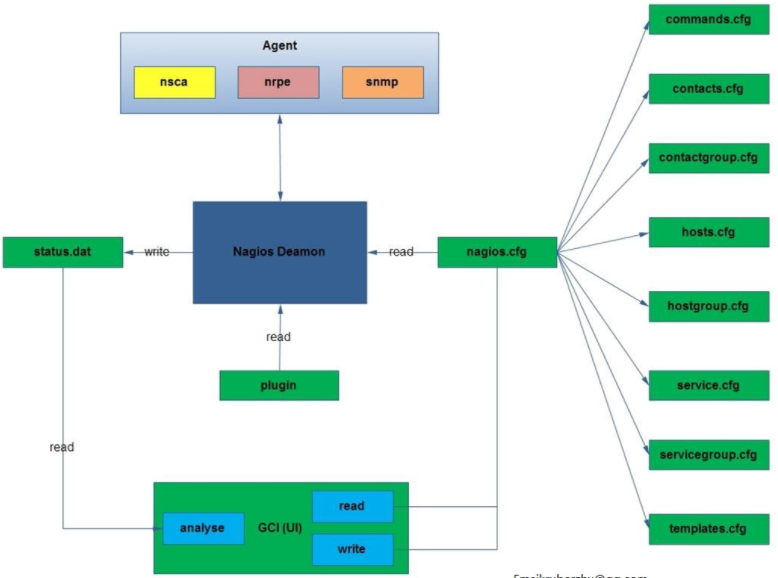 commands.cfg
Agent
nsca
nrpe
snmp
contacts.cfg
contactgroup.cfg
hosts.cfg
status.dat
write
Nagios Deamon
read
nagios.cfg
hostgroup.cfg
read
plugin
service.cfg
read
servicegroup.cfg
analyse
GCI (UI)
read
write
templates.cfg